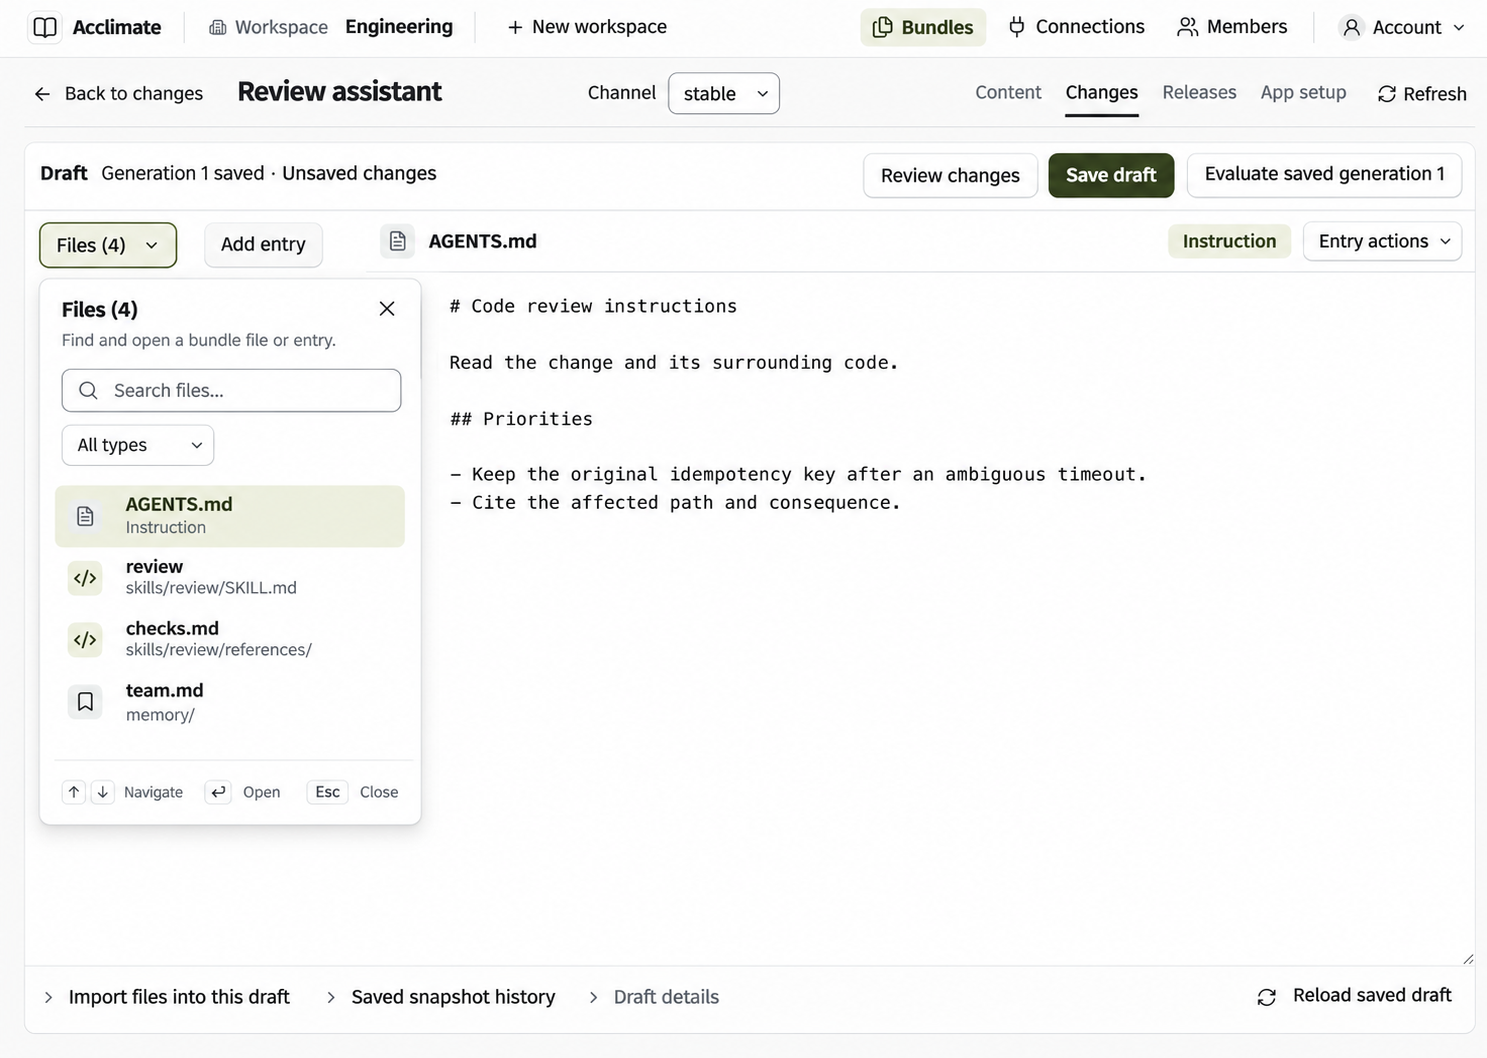 Acclimate
Workspace Engineering
+ New workspace
Bundles
Connections
Members
Account
Back to changes
Review assistant
Channel stable
Content
Changes
Releases
App setup
Refresh
Draft Generation 1 saved · Unsaved changes
Review changes
Save draft
Evaluate saved generation 1
Files (4)
Add entry
AGENTS.md
Instruction
Entry actions
Files (4)
Find and open a bundle file or entry.
Search files...
All types
AGENTS.md
Instruction
review
skills/review/SKILL.md
checks.md
skills/review/references/
team.md
memory/
↑ ↓ Navigate ↵ Open Esc Close
# Code review instructions
Read the change and its surrounding code.
## Priorities
- Keep the original idempotency key after an ambiguous timeout.
- Cite the affected path and consequence.
Import files into this draft
Saved snapshot history
Draft details
Reload saved draft